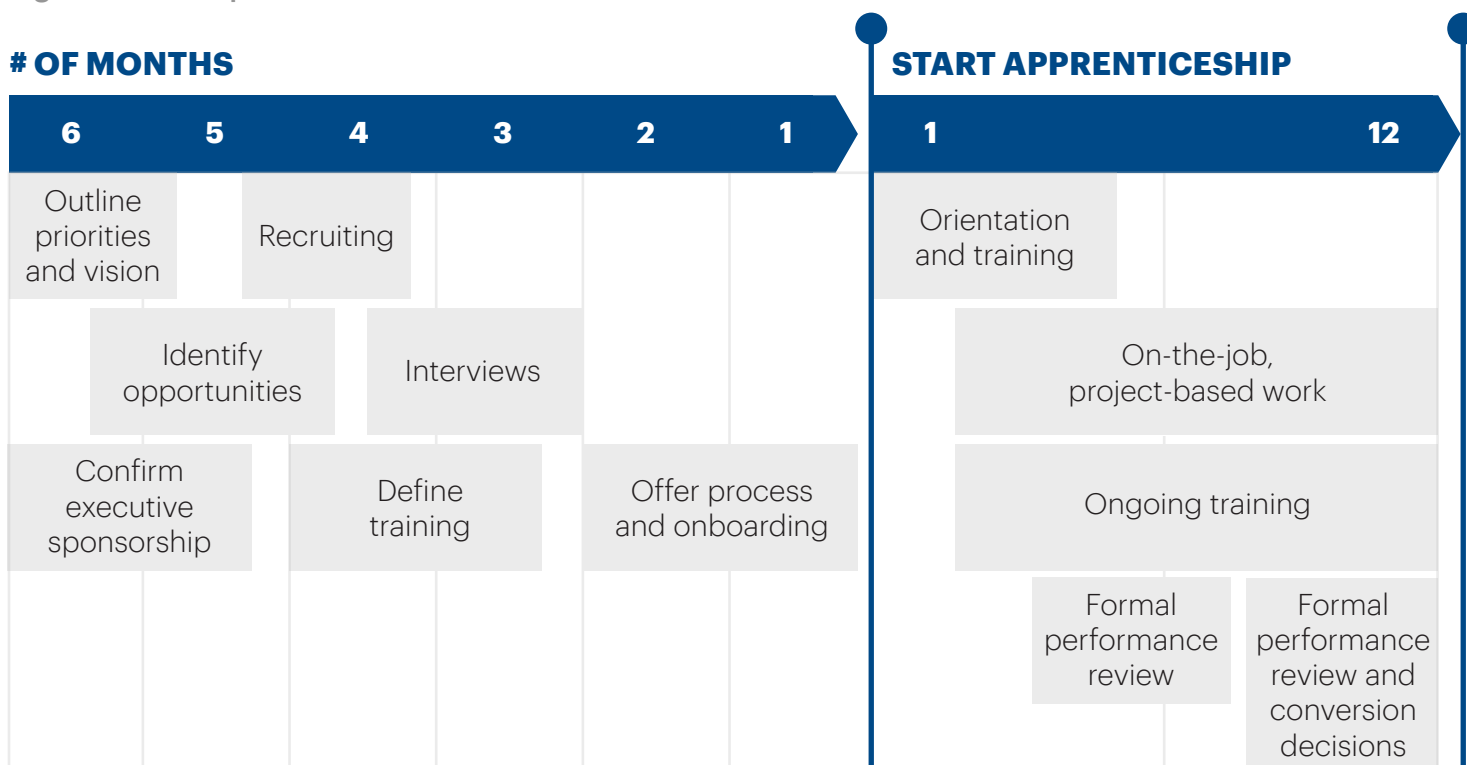 # OF MONTHS
START APPRENTICESHIP
6 5 4 3 2 1
1 12
Outline
priorities
and vision
Recruiting
Orientation
and training
Identify
opportunities
Interviews
On-the-job,
project-based work
Confirm
executive
sponsorship
Define
training
Offer process
and onboarding
Ongoing training
Formal
performance
review
Formal
performance
review and
conversion
decisions